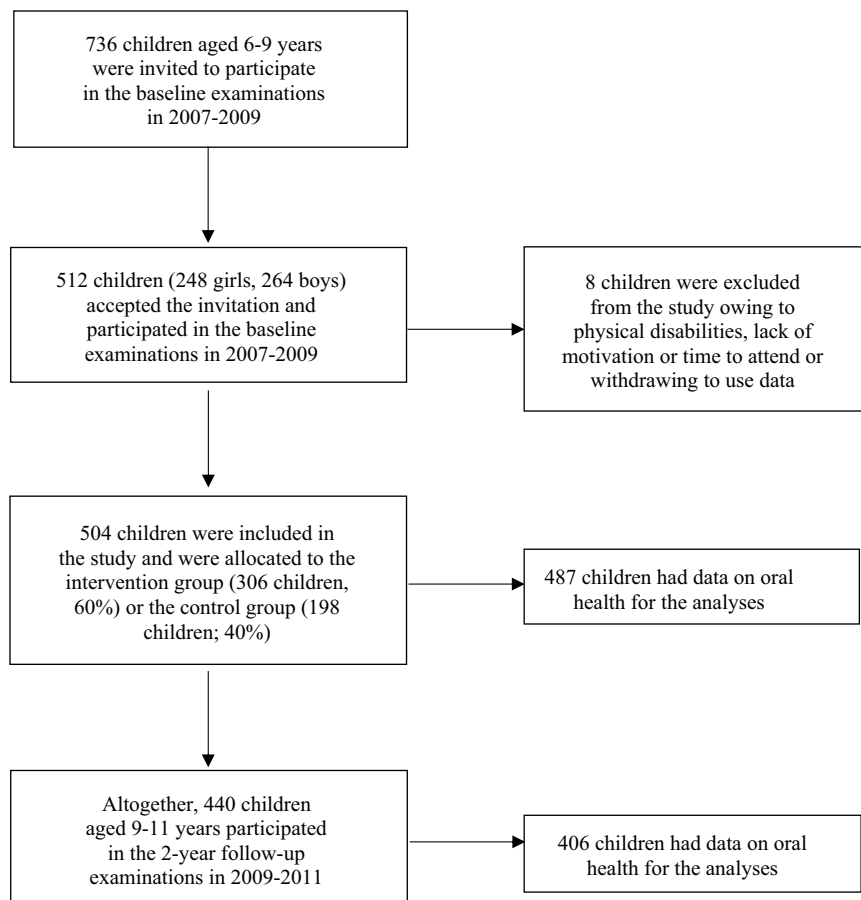 736 children aged 6-9 years
were invited to participate
in the baseline examinations
in 2007-2009
512 children (248 girls, 264 boys)
accepted the invitation and
participated in the baseline
examinations in 2007-2009
8 children were excluded
from the study owing to
physical disabilities, lack of
motivation or time to attend or
withdrawing to use data
504 children were included in
the study and were allocated to the
intervention group (306 children,
60%) or the control group (198
children; 40%)
487 children had data on oral
health for the analyses
Altogether, 440 children
aged 9-11 years participated
in the 2-year follow-up
examinations in 2009-2011
406 children had data on oral
health for the analyses